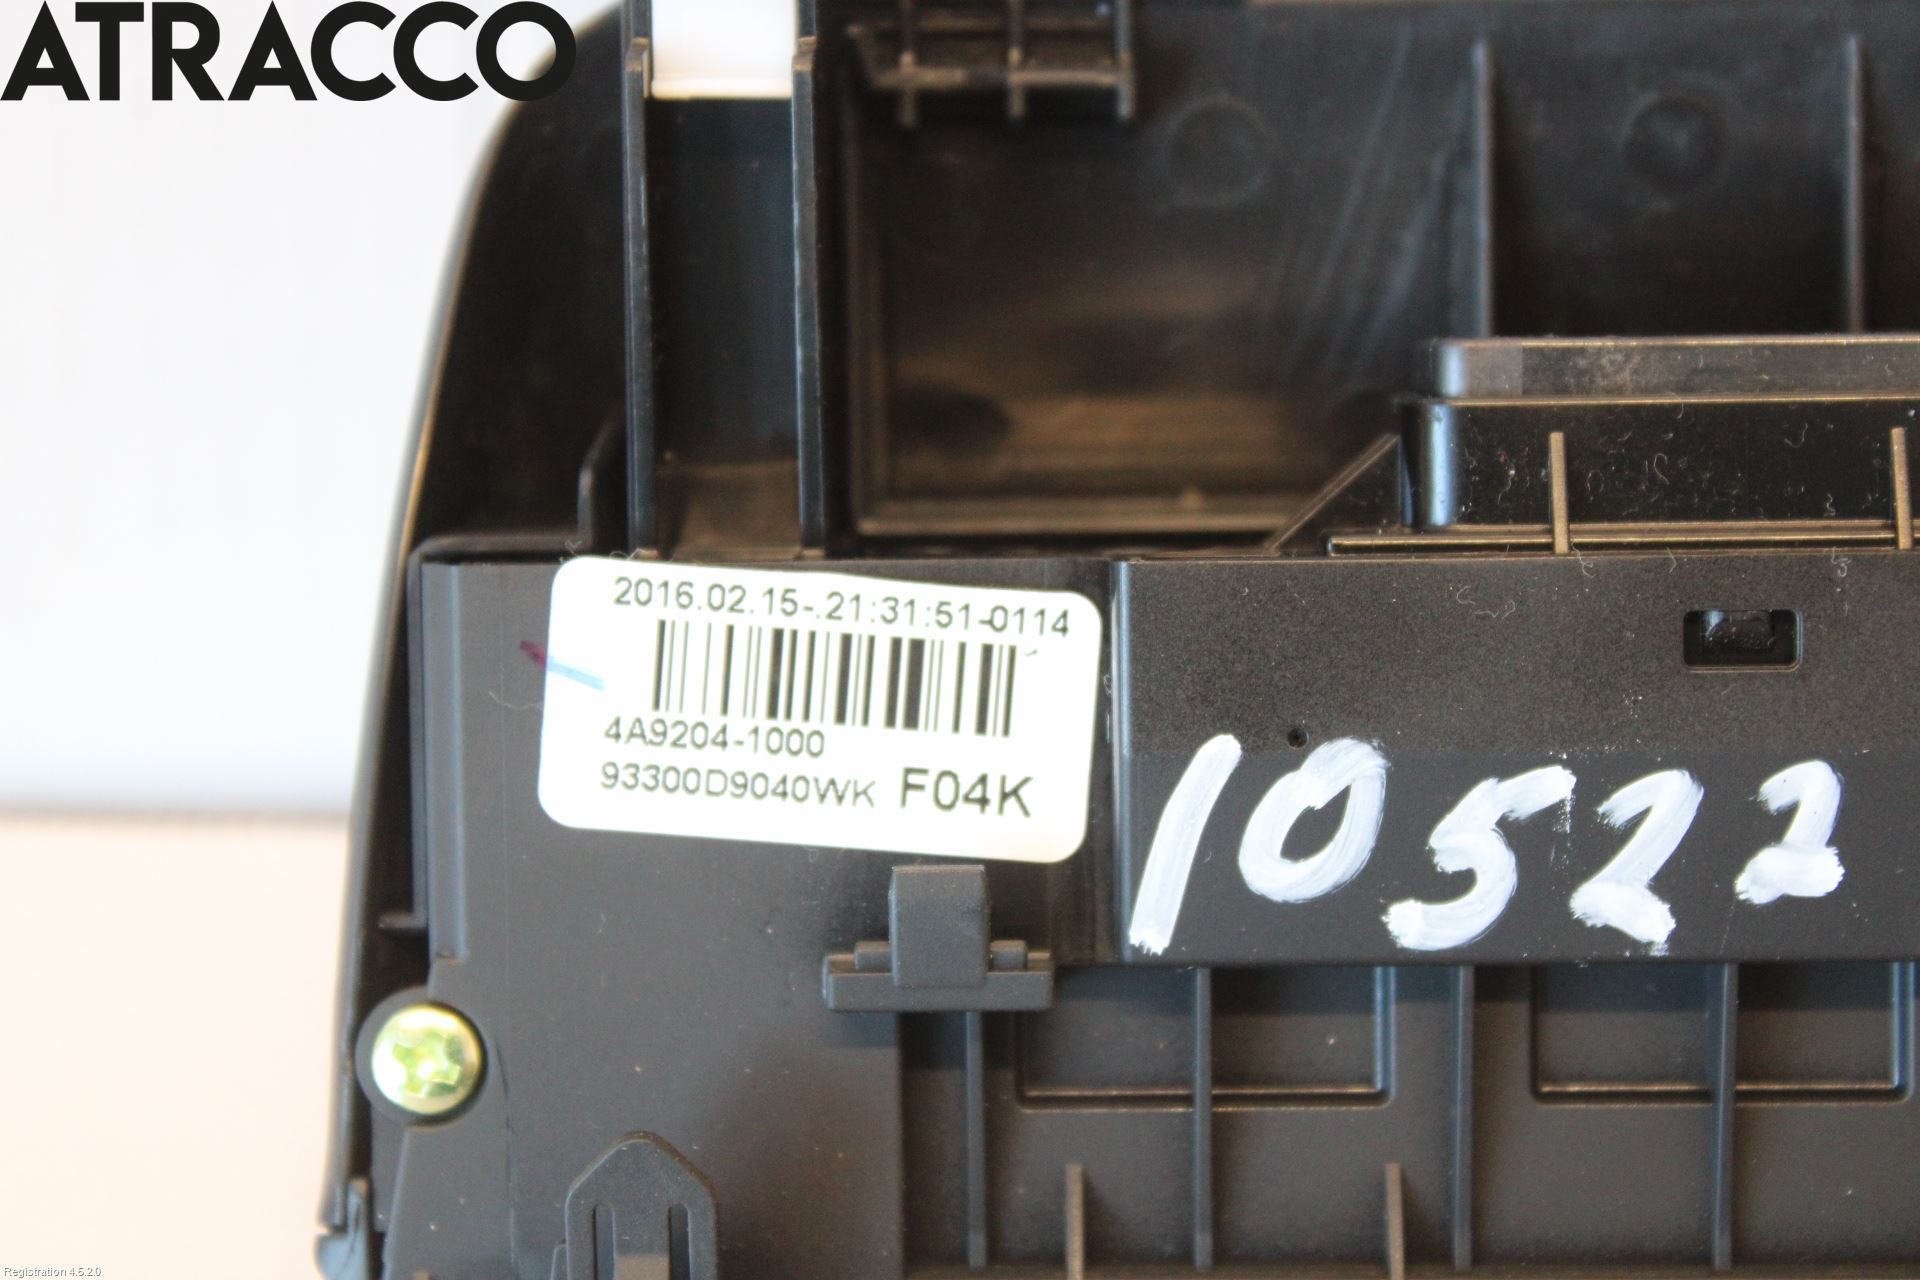 ATRACCO
2016.02.15-.21:31:51-0114
4A9204-1000
93300D9040WK F04K
10522
Registration 4.5.2.0